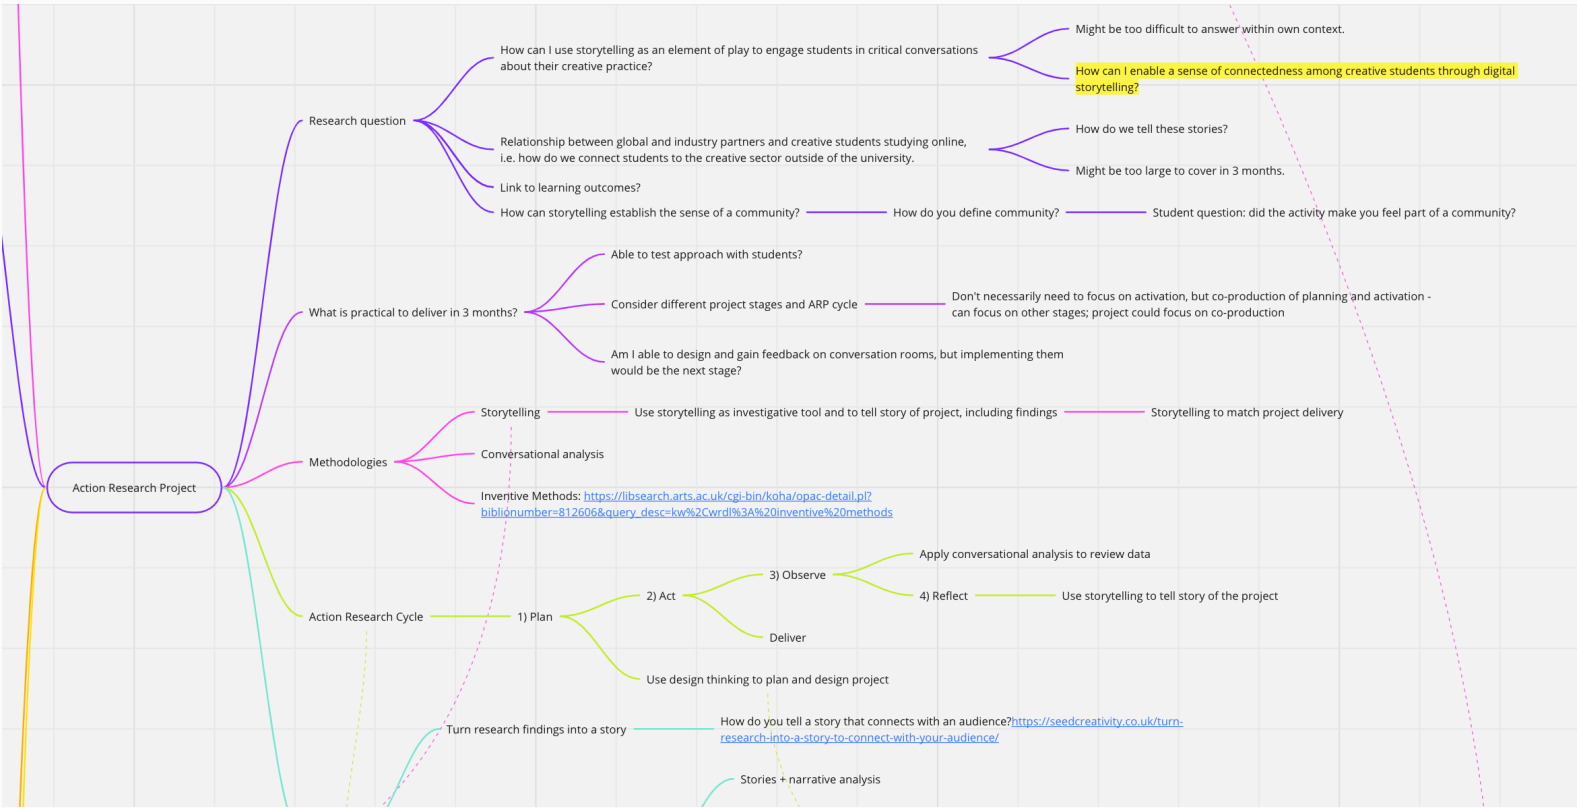 Might be too difficult to answer within own context.
How can I use storytelling as an element of play to engage students in critical conversations
about their creative practice?
How can I enable a sense of connectedness among creative students through digital
storytelling?
Research question
How do we tell these stories?
Relationship between global and industry partners and creative students studying online,
i.e. how do we connect students to the creative sector outside of the university.
Might be too large to cover in 3 months.
Link to learning outcomes?
How can storytelling establish the sense of a community?
How do you define community?
Student question: did the activity make you feel part of a community?
Able to test approach with students?
What is practical to deliver in 3 months?
Consider different project stages and ARP cycle
Don't necessarily need to focus on activation, but co-production of planning and activation -
can focus on other stages; project could focus on co-production
Am I able to design and gain feedback on conversation rooms, but implementing them
would be the next stage?
Storytelling
Use storytelling as investigative tool and to tell story of project, including findings
Storytelling to match project delivery
Methodologies
Conversational analysis
Inventive Methods: https://libsearch.arts.ac.uk/cgi-bin/koha/opac-detail.pl?
biblionumber=812606&query_desc=kw%2Cwrdl%3A%20inventive%20methods
Action Research Project
Apply conversational analysis to review data
3) Observe
2) Act
4) Reflect
Use storytelling to tell story of the project
Action Research Cycle
1) Plan
Deliver
Use design thinking to plan and design project
Turn research findings into a story
How do you tell a story that connects with an audience?https://seedcreativity.co.uk/turn-
research-into-a-story-to-connect-with-your-audience/
Stories + narrative analysis